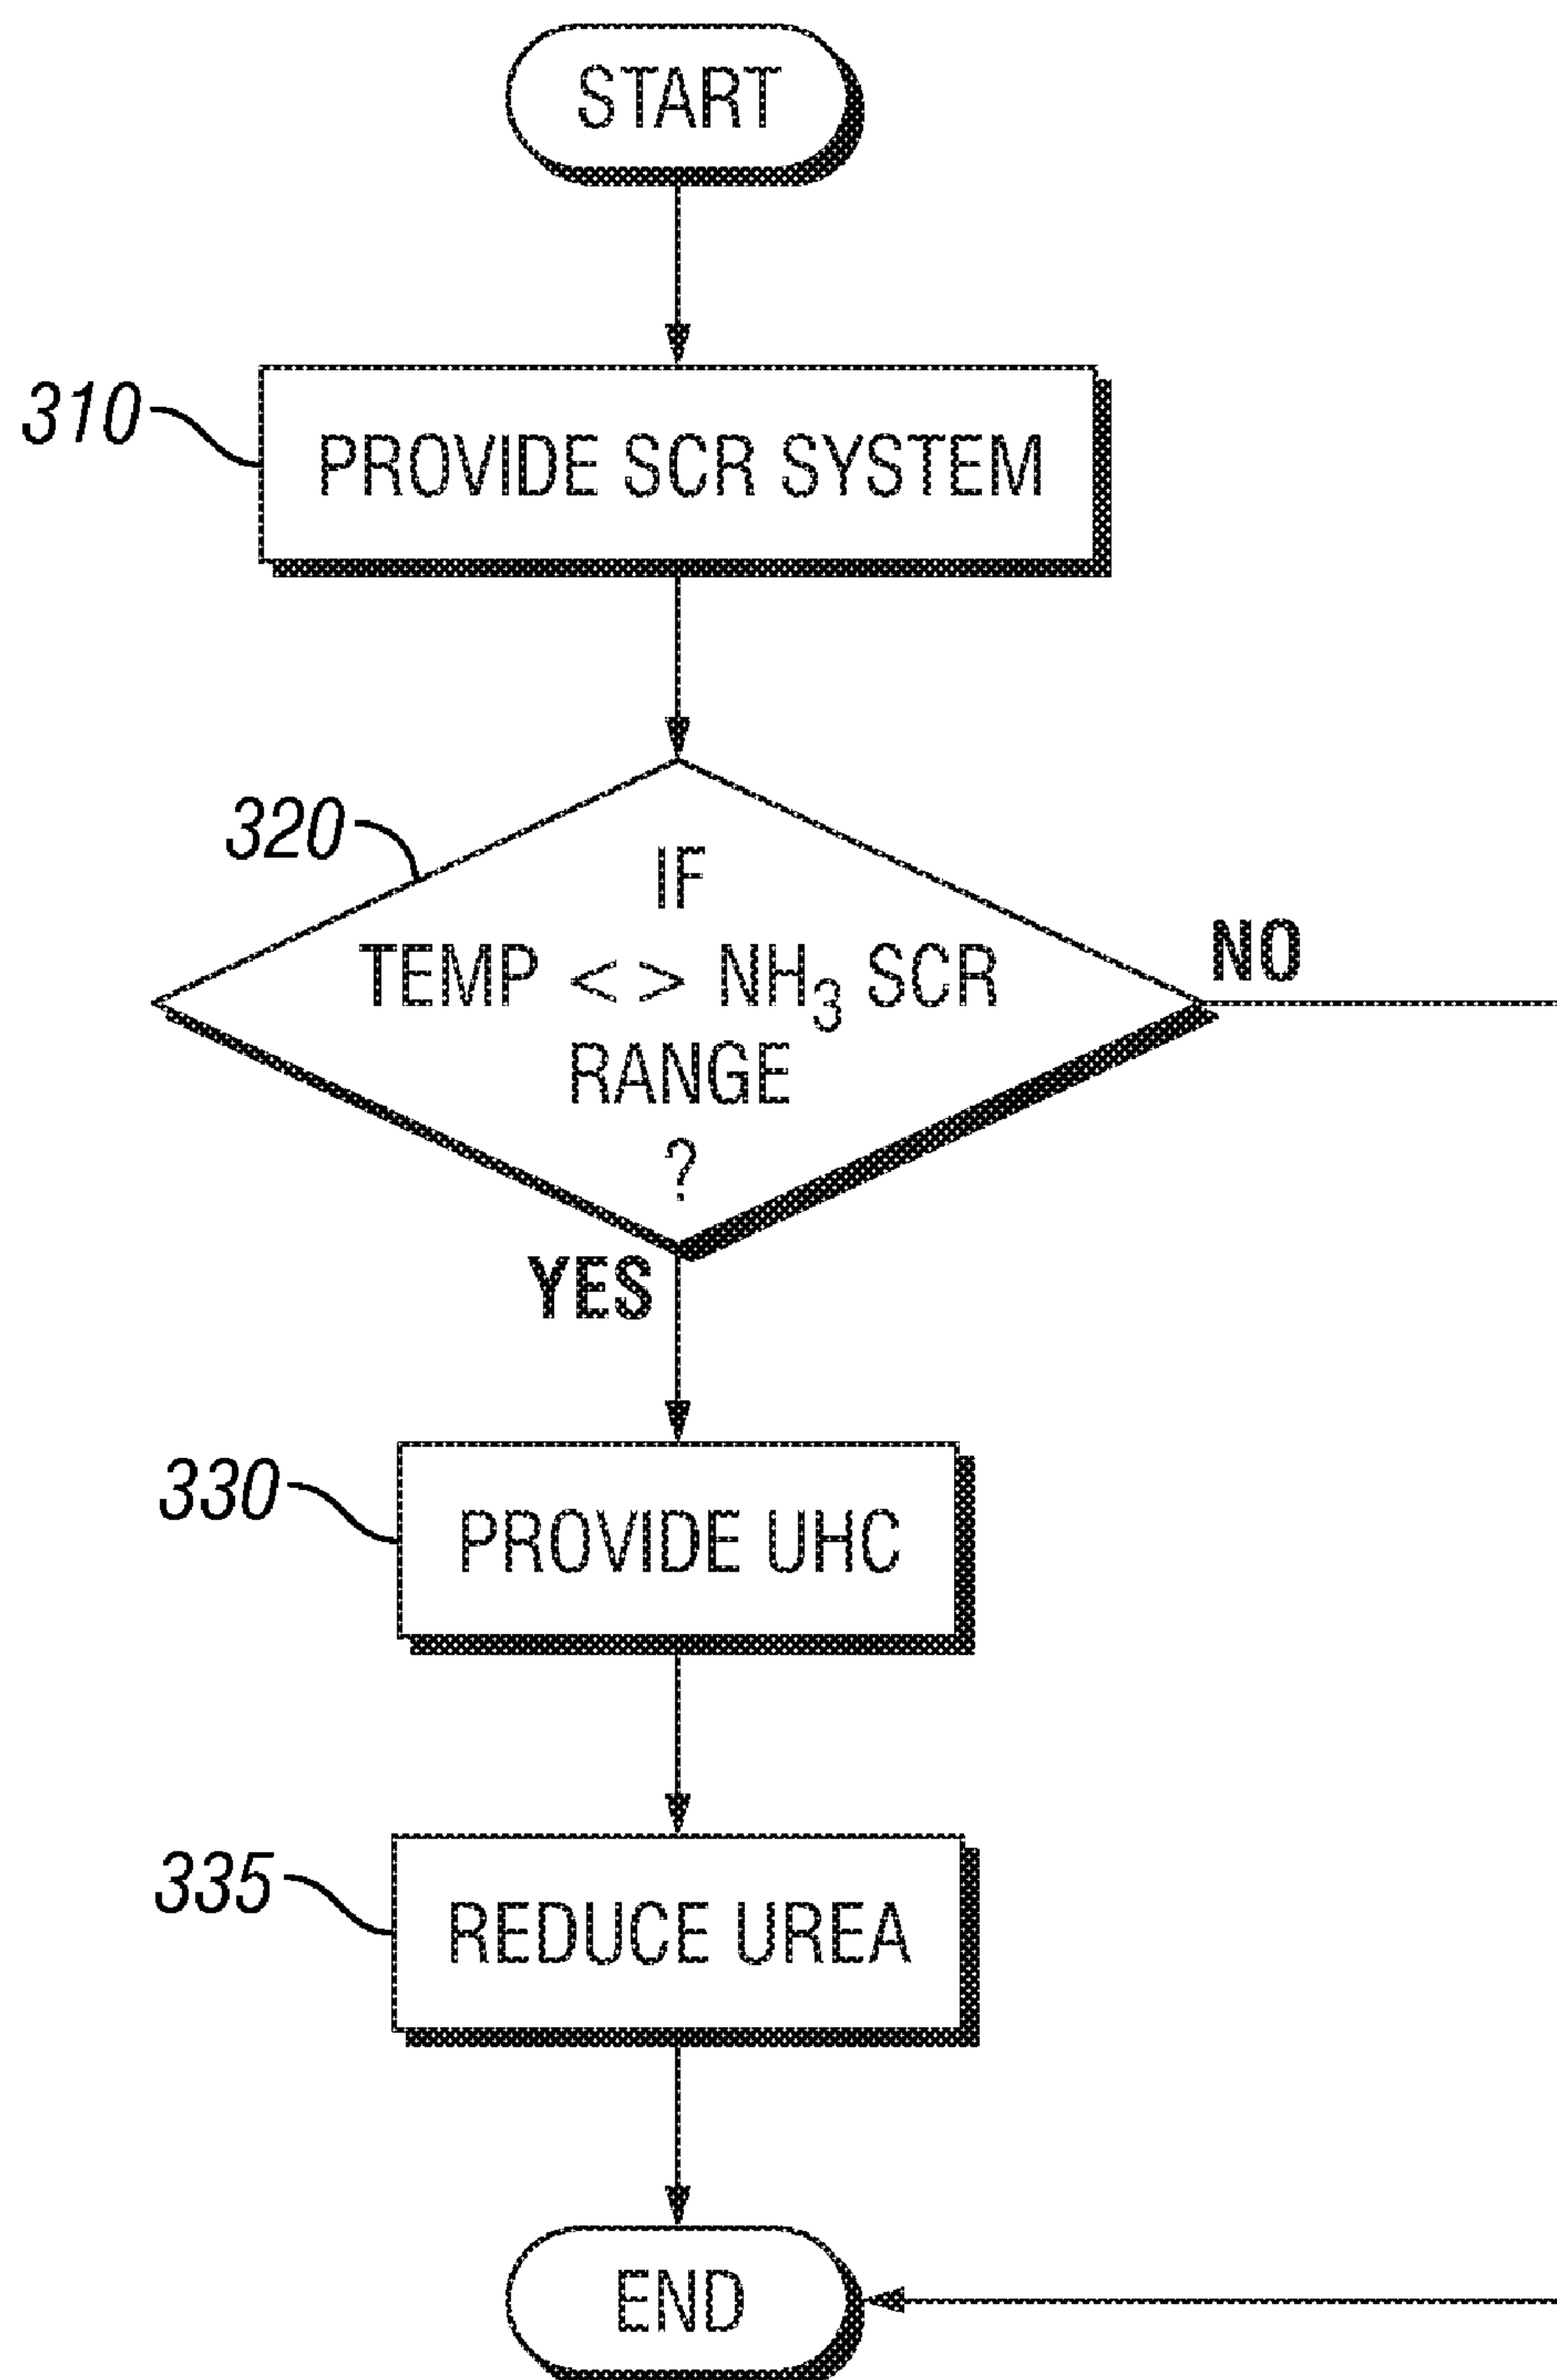 START
310
PROVIDE SCR SYSTEM
320
IF
TEMP < > NH₃ SCR
RANGE
?
NO
YES
330
PROVIDE UHC
335
REDUCE UREA
END